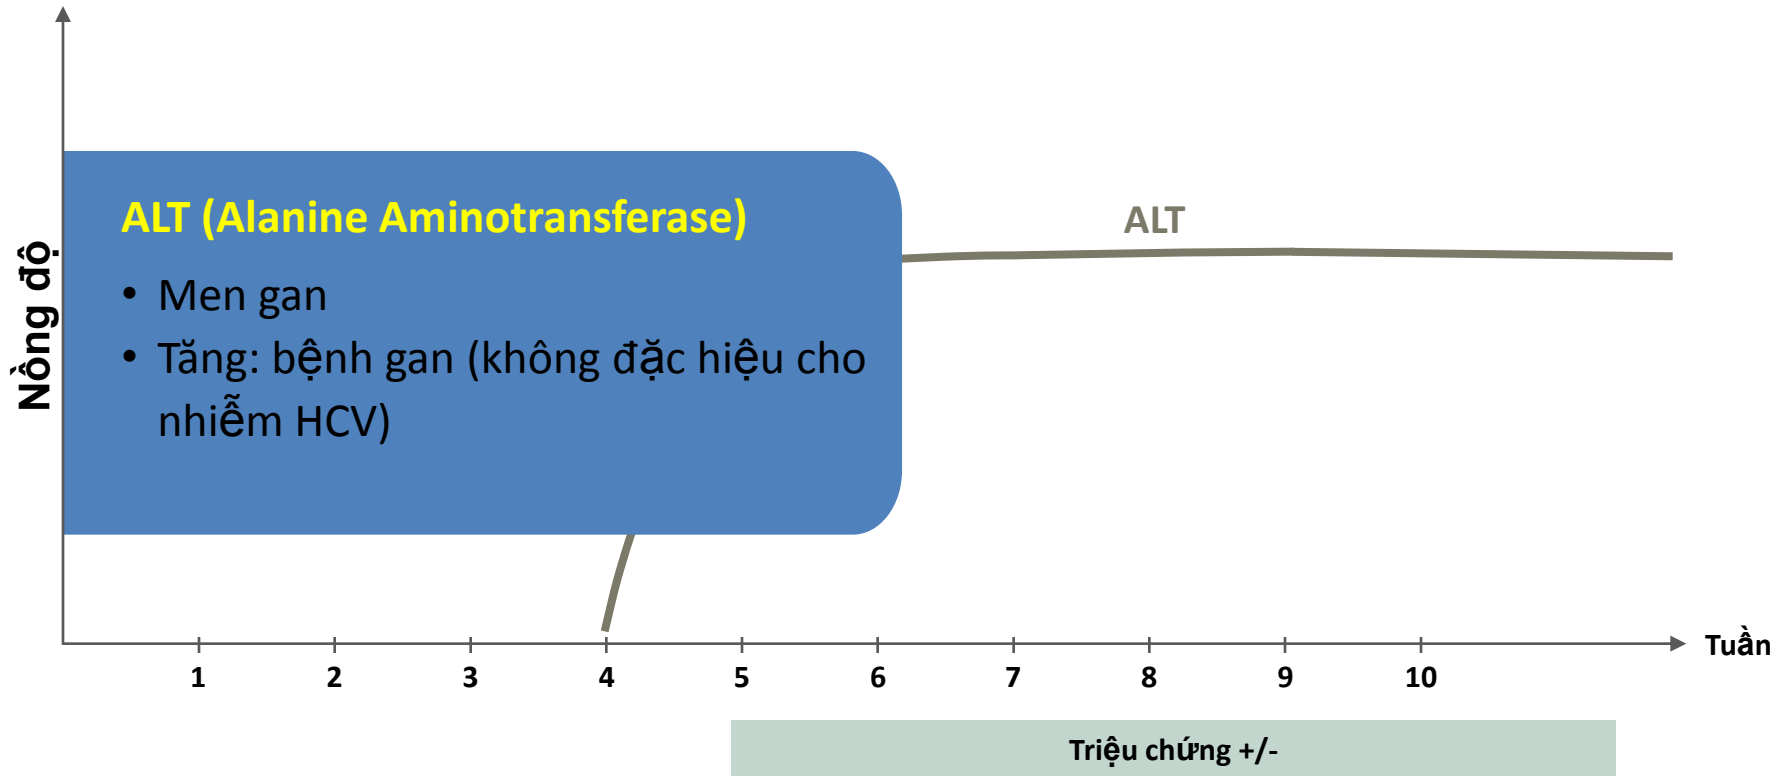 ALT (Alanine Aminotransferase)
• Men gan
• Tăng: bệnh gan (không đặc hiệu cho
nhiễm HCV)
ALT
Nồng độ
1 2 3 4 5 6 7 8 9 10
Tuần
Triệu chứng +/-